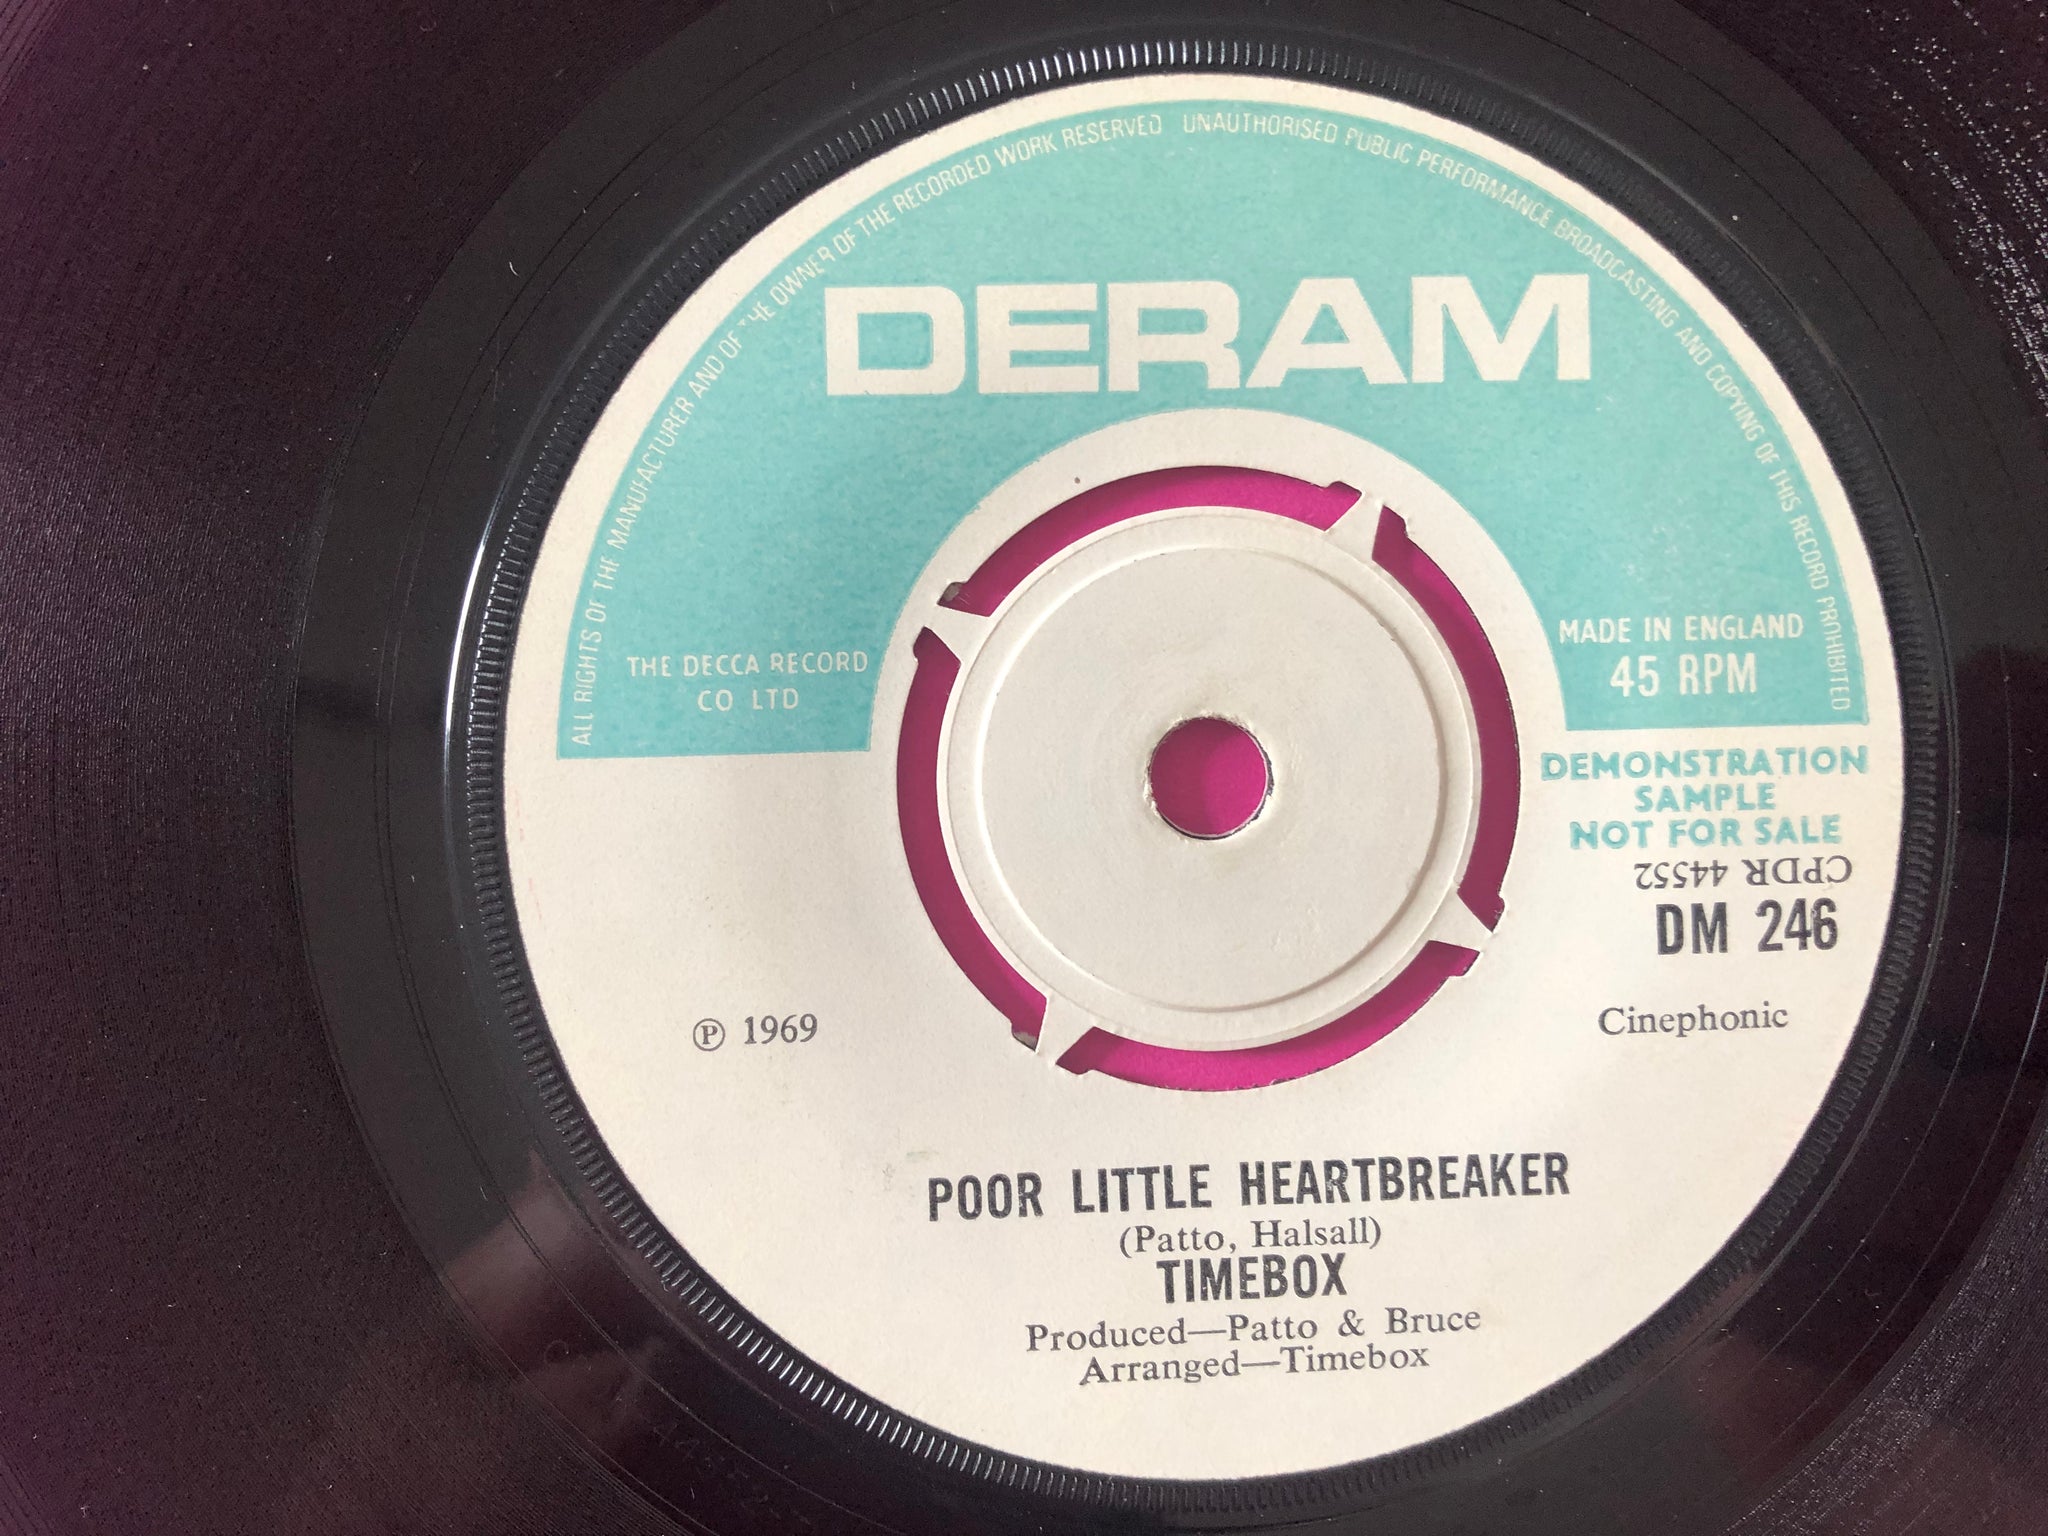 ALL RIGHTS OF THE MANUFACTURER AND OF THE OWNER OF THE RECORDED WORK RESERVED UNAUTHORISED PUBLIC PERFORMANCE BROADCASTING AND COPYING OF THIS RECORD PROHIBITED
DERAM
THE DECCA RECORD
CO LTD
MADE IN ENGLAND
45 RPM
DEMONSTRATION
SAMPLE
NOT FOR SALE
CPDR 44552
DM 246
℗ 1969
Cinephonic
POOR LITTLE HEARTBREAKER
(Patto, Halsall)
TIMEBOX
Produced—Patto & Bruce
Arranged—Timebox